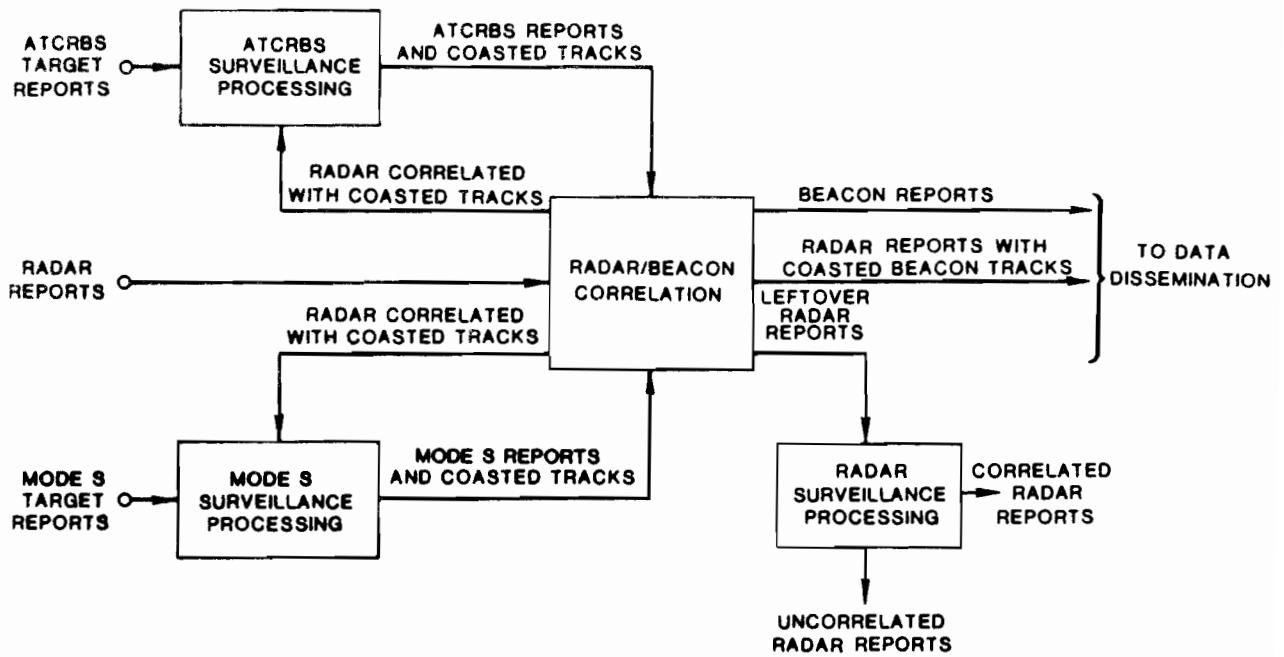 ATCRBS
TARGET
REPORTS
ATCRBS
SURVEILLANCE
PROCESSING
ATCRBS REPORTS
AND COASTED TRACKS
RADAR CORRELATED
WITH COASTED TRACKS
RADAR
REPORTS
RADAR/BEACON
CORRELATION
BEACON REPORTS
RADAR REPORTS WITH
COASTED BEACON TRACKS
TO DATA
DISSEMINATION
LEFTOVER
RADAR
REPORTS
RADAR CORRELATED
WITH COASTED TRACKS
MODE S
TARGET
REPORTS
MODE S
SURVEILLANCE
PROCESSING
MODE S REPORTS
AND COASTED TRACKS
RADAR
SURVEILLANCE
PROCESSING
CORRELATED
RADAR
REPORTS
UNCORRELATED
RADAR REPORTS